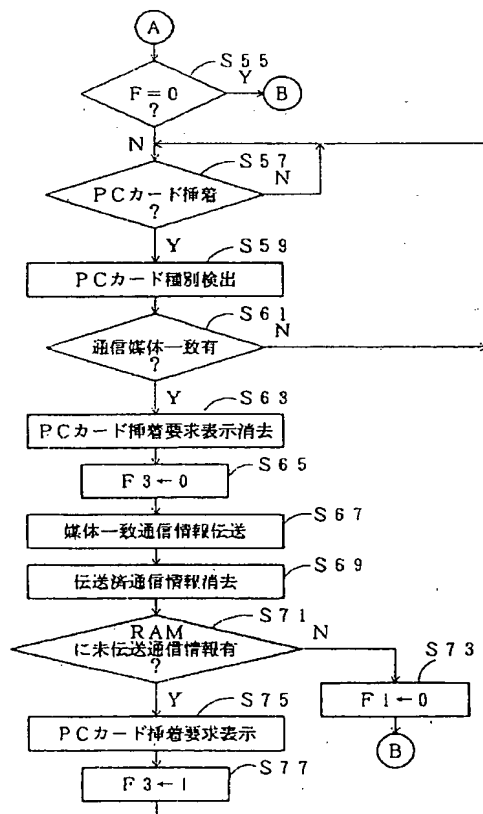 A
S55
F=0
?
Y
B
N
S57
PCカード挿着
?
N
Y
S59
PCカード種別検出
S61
通信媒体一致有
?
N
Y
S63
PCカード挿着要求表示消去
S65
F3←0
S67
媒体一致通信情報伝送
S69
伝送済通信情報消去
S71
RAM
に未伝送通信情報有
?
N
S73
F1←0
B
Y
S75
PCカード挿着要求表示
S77
F3←1